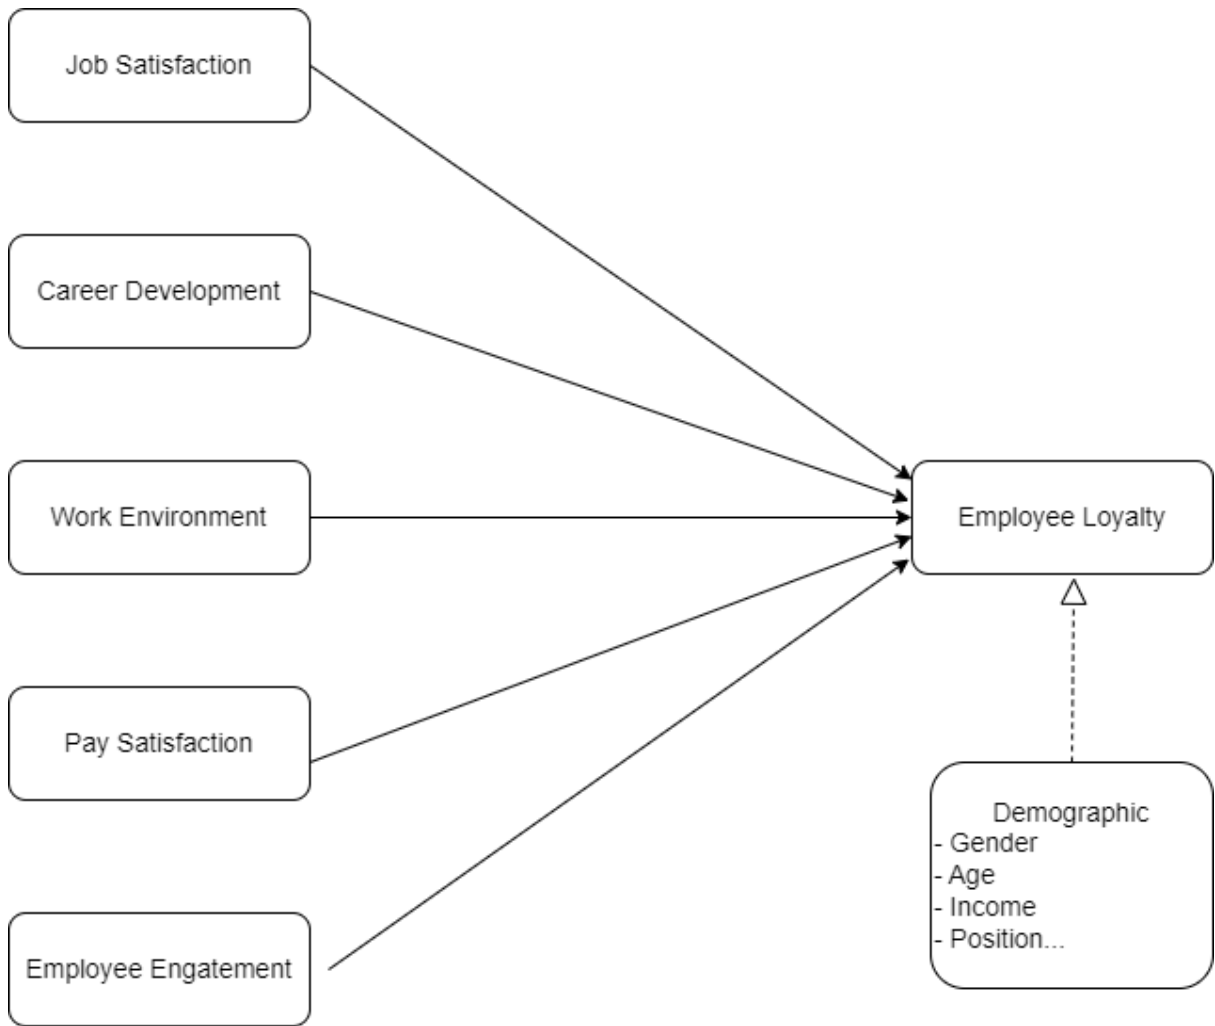 Job Satisfaction
Career Development
Work Environment
Employee Loyalty
Pay Satisfaction
Demographic
- Gender
- Age
- Income
- Position...
Employee Engatement